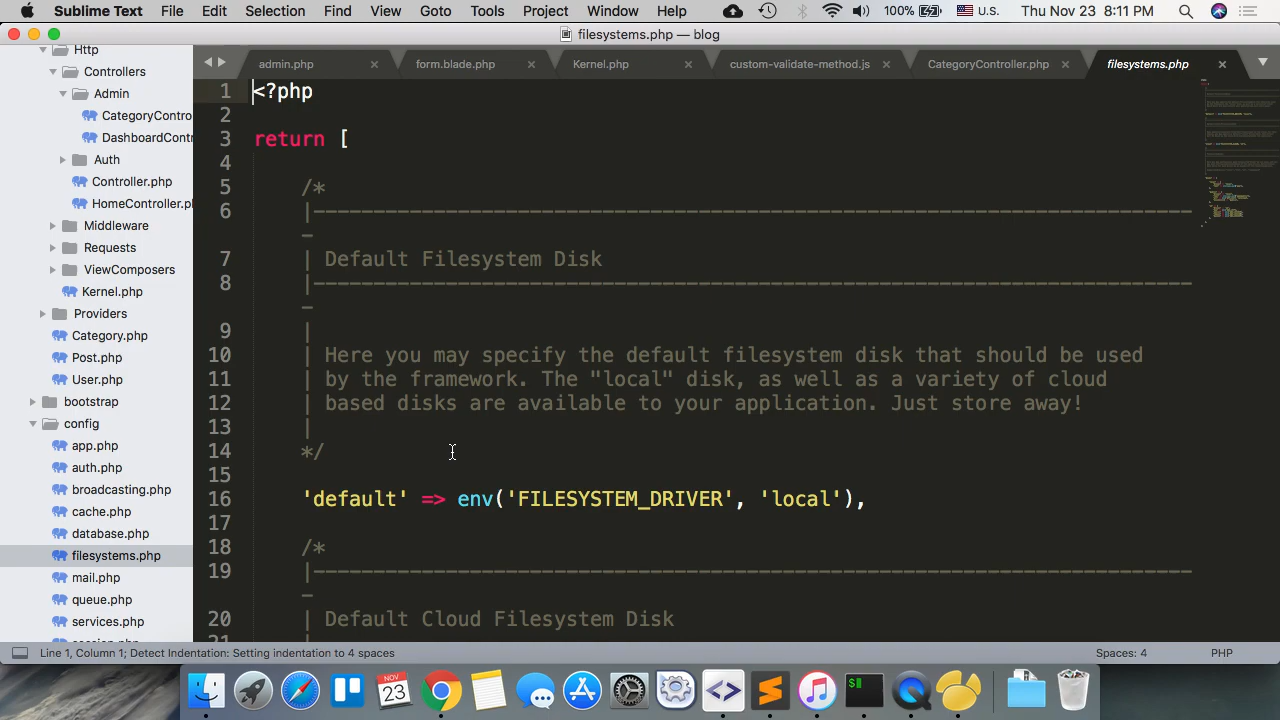 Sublime Text File Edit Selection Find View Goto Tools Project Window Help 100% U.S. Thu Nov 23 8:11 PM
filesystems.php — blog
admin.php form.blade.php Kernel.php custom-validate-method.js CategoryController.php filesystems.php
Http
Controllers
Admin
CategoryContro
DashboardContr
Auth
Controller.php
HomeController.p
Middleware
Requests
ViewComposers
Kernel.php
Providers
Category.php
Post.php
User.php
bootstrap
config
app.php
auth.php
broadcasting.php
cache.php
database.php
filesystems.php
mail.php
queue.php
services.php
1 <?php
2
3 return [
4
5 /*
6 |--------------------------------------------------------------------------
7 | Default Filesystem Disk
8 |--------------------------------------------------------------------------
9 |
10 | Here you may specify the default filesystem disk that should be used
11 | by the framework. The "local" disk, as well as a variety of cloud
12 | based disks are available to your application. Just store away!
13 |
14 */
15
16 'default' => env('FILESYSTEM_DRIVER', 'local'),
17
18 /*
19 |--------------------------------------------------------------------------
20 | Default Cloud Filesystem Disk
21
Line 1, Column 1; Detect Indentation: Setting indentation to 4 spaces Spaces: 4 PHP
NOV
23
$